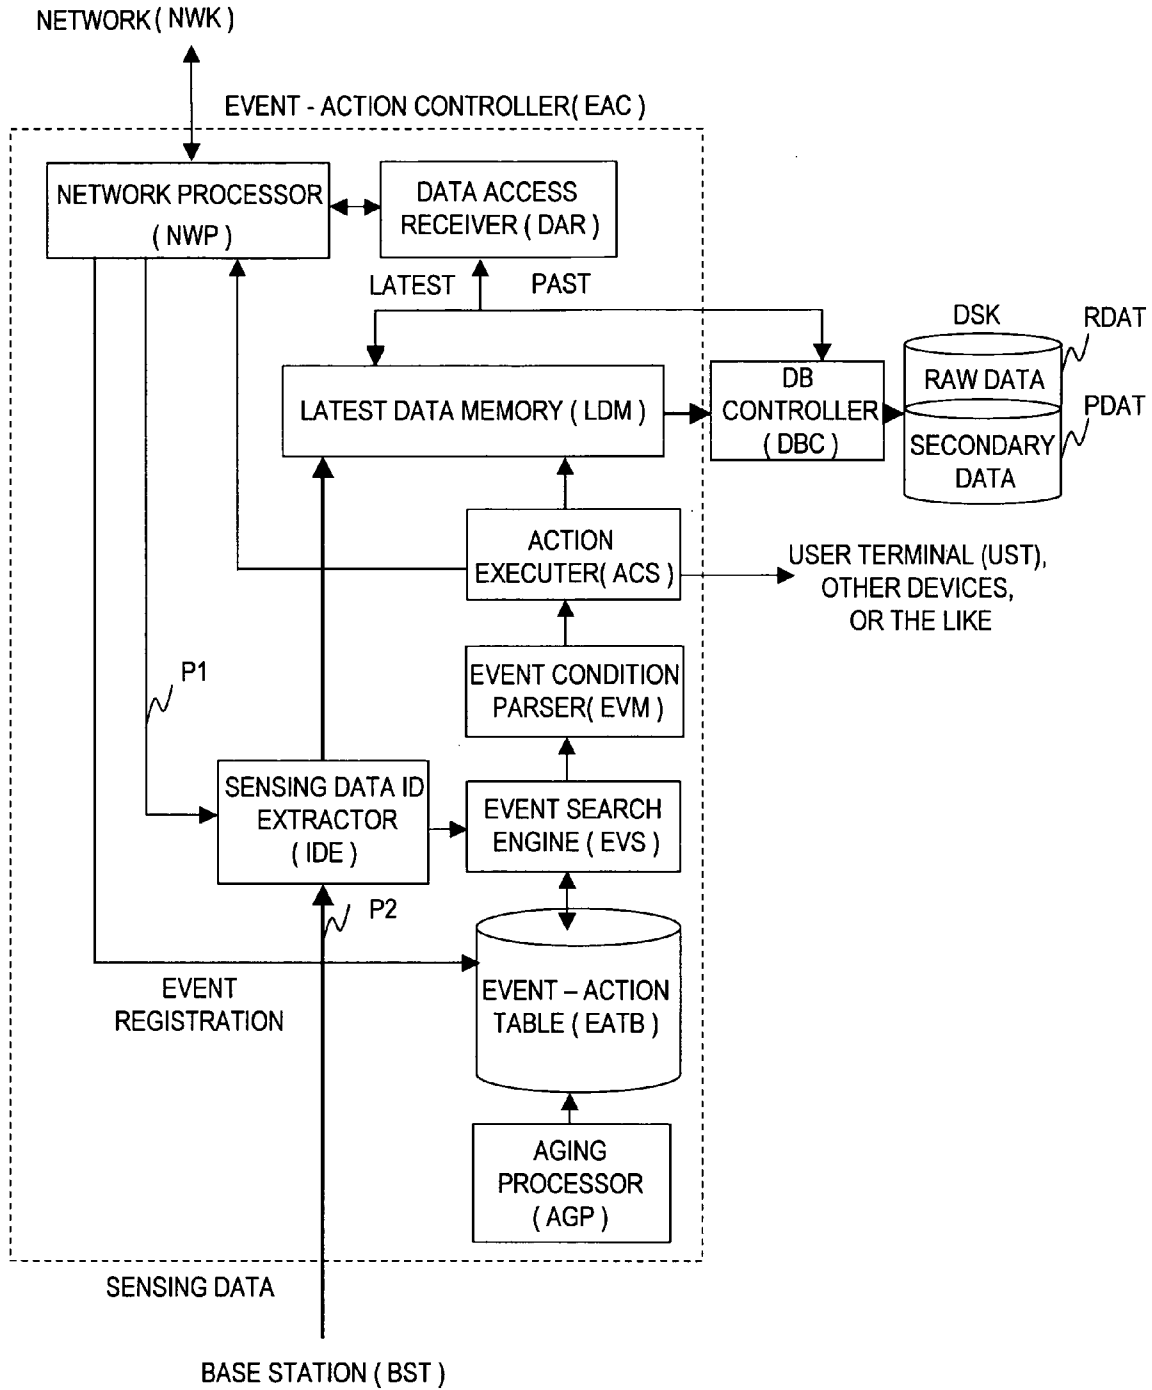 NETWORK ( NWK )
EVENT - ACTION CONTROLLER( EAC )
NETWORK PROCESSOR
( NWP )
DATA ACCESS
RECEIVER ( DAR )
LATEST
PAST
LATEST DATA MEMORY ( LDM )
DB
CONTROLLER
( DBC )
DSK
RDAT
RAW DATA
PDAT
SECONDARY
DATA
ACTION
EXECUTER( ACS )
USER TERMINAL (UST),
OTHER DEVICES,
OR THE LIKE
P1
EVENT CONDITION
PARSER( EVM )
SENSING DATA ID
EXTRACTOR
( IDE )
EVENT SEARCH
ENGINE ( EVS )
P2
EVENT
REGISTRATION
EVENT – ACTION
TABLE ( EATB )
AGING
PROCESSOR
( AGP )
SENSING DATA
BASE STATION ( BST )